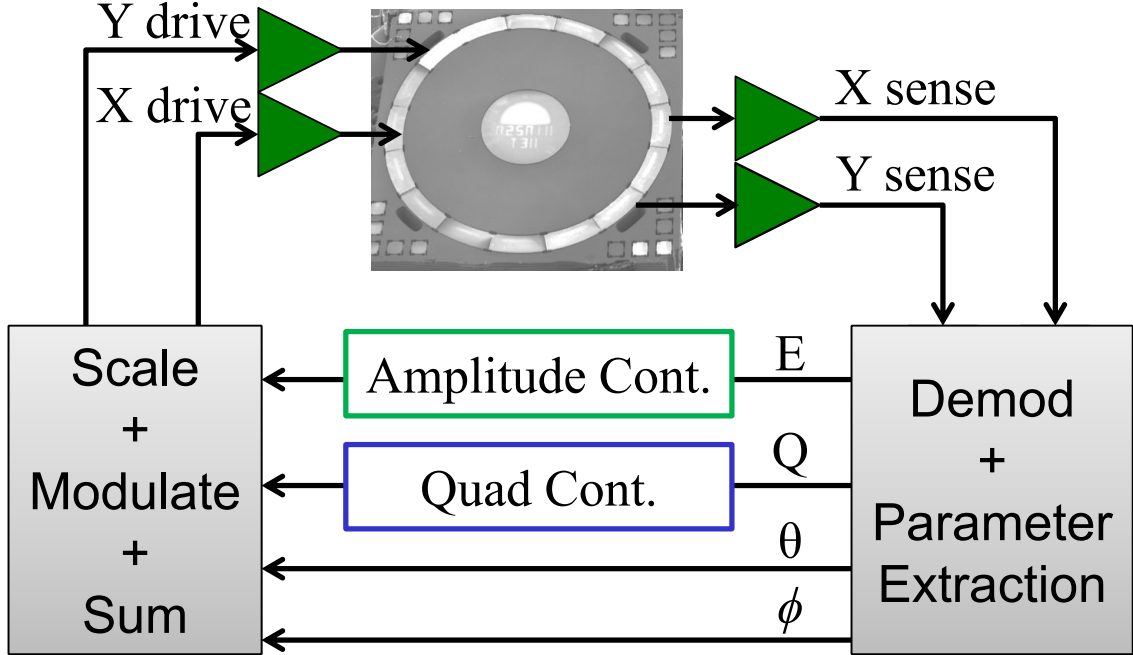 Y drive
X drive
X sense
Y sense
Scale
+
Modulate
+
Sum
Amplitude Cont.
Quad Cont.
E
Q
θ
ϕ
Demod
+
Parameter
Extraction